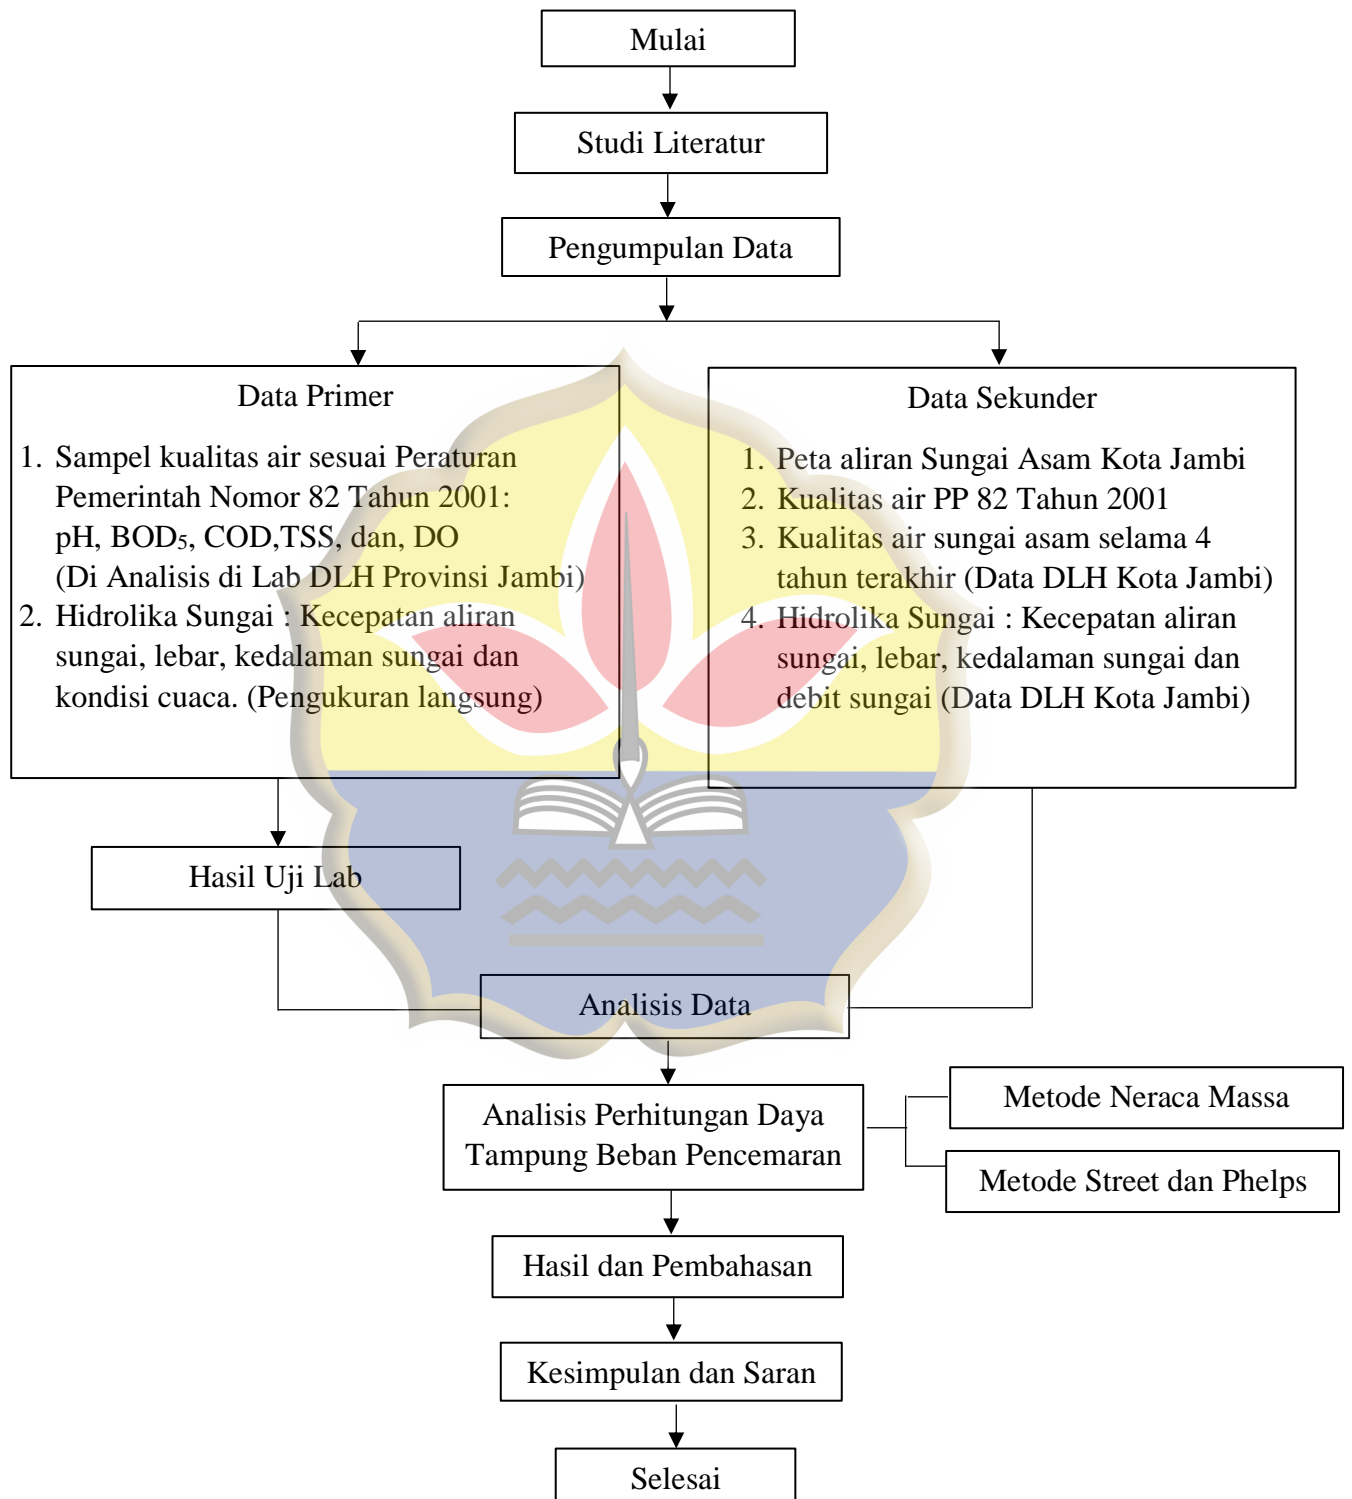 Mulai
Studi Literatur
Pengumpulan Data
Data Primer
1. Sampel kualitas air sesuai Peraturan
Pemerintah Nomor 82 Tahun 2001:
pH, BOD₅, COD,TSS, dan, DO
(Di Analisis di Lab DLH Provinsi Jambi)
2. Hidrolika Sungai : Kecepatan aliran
sungai, lebar, kedalaman sungai dan
kondisi cuaca. (Pengukuran langsung)
Data Sekunder
1. Peta aliran Sungai Asam Kota Jambi
2. Kualitas air PP 82 Tahun 2001
3. Kualitas air sungai asam selama 4
tahun terakhir (Data DLH Kota Jambi)
4. Hidrolika Sungai : Kecepatan aliran
sungai, lebar, kedalaman sungai dan
debit sungai (Data DLH Kota Jambi)
Hasil Uji Lab
Analisis Data
Analisis Perhitungan Daya
Tampung Beban Pencemaran
Metode Neraca Massa
Metode Street dan Phelps
Hasil dan Pembahasan
Kesimpulan dan Saran
Selesai